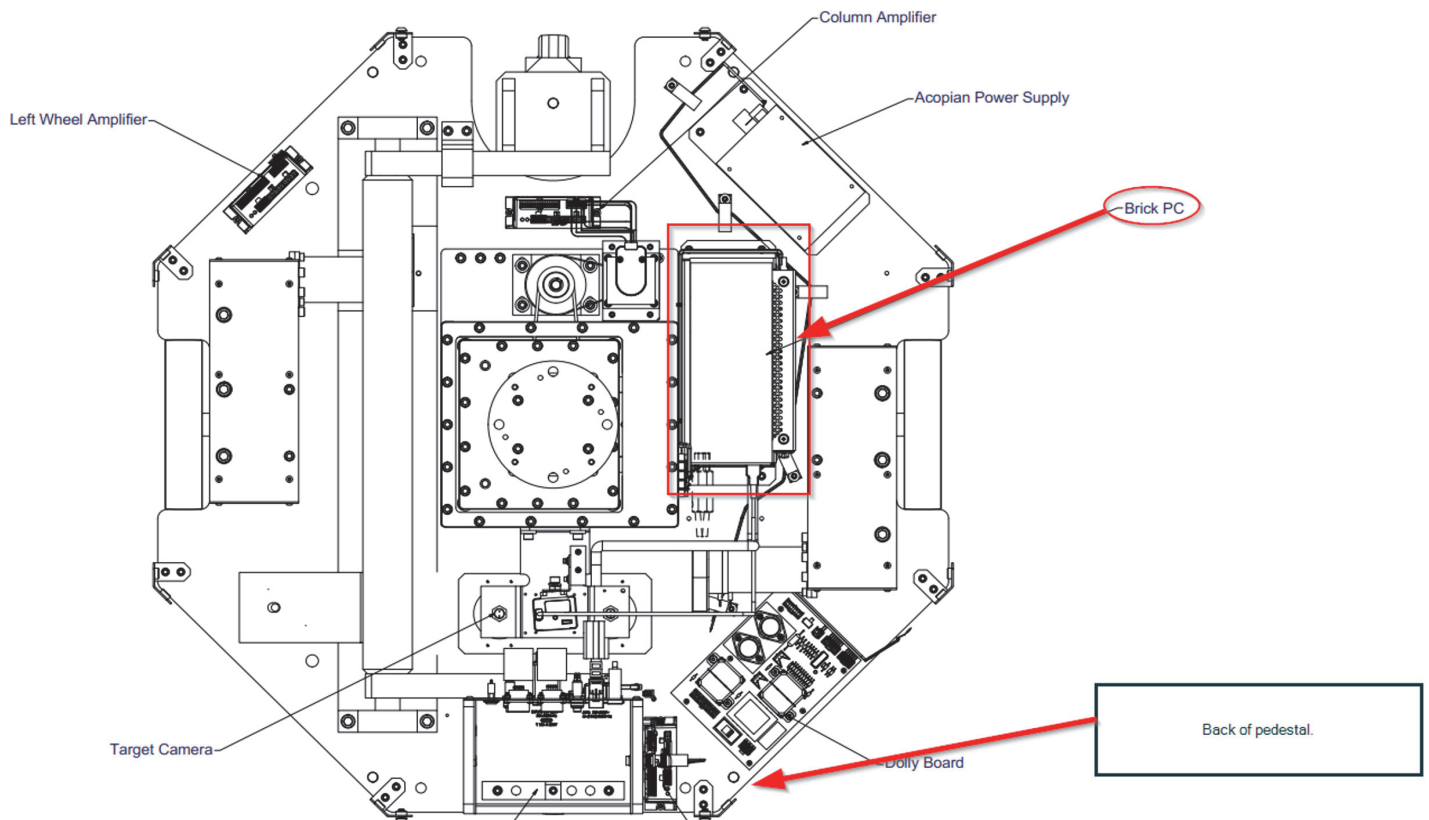 Column Amplifier
Acopian Power Supply
Left Wheel Amplifier
Brick PC
Target Camera
Dolly Board
Back of pedestal.